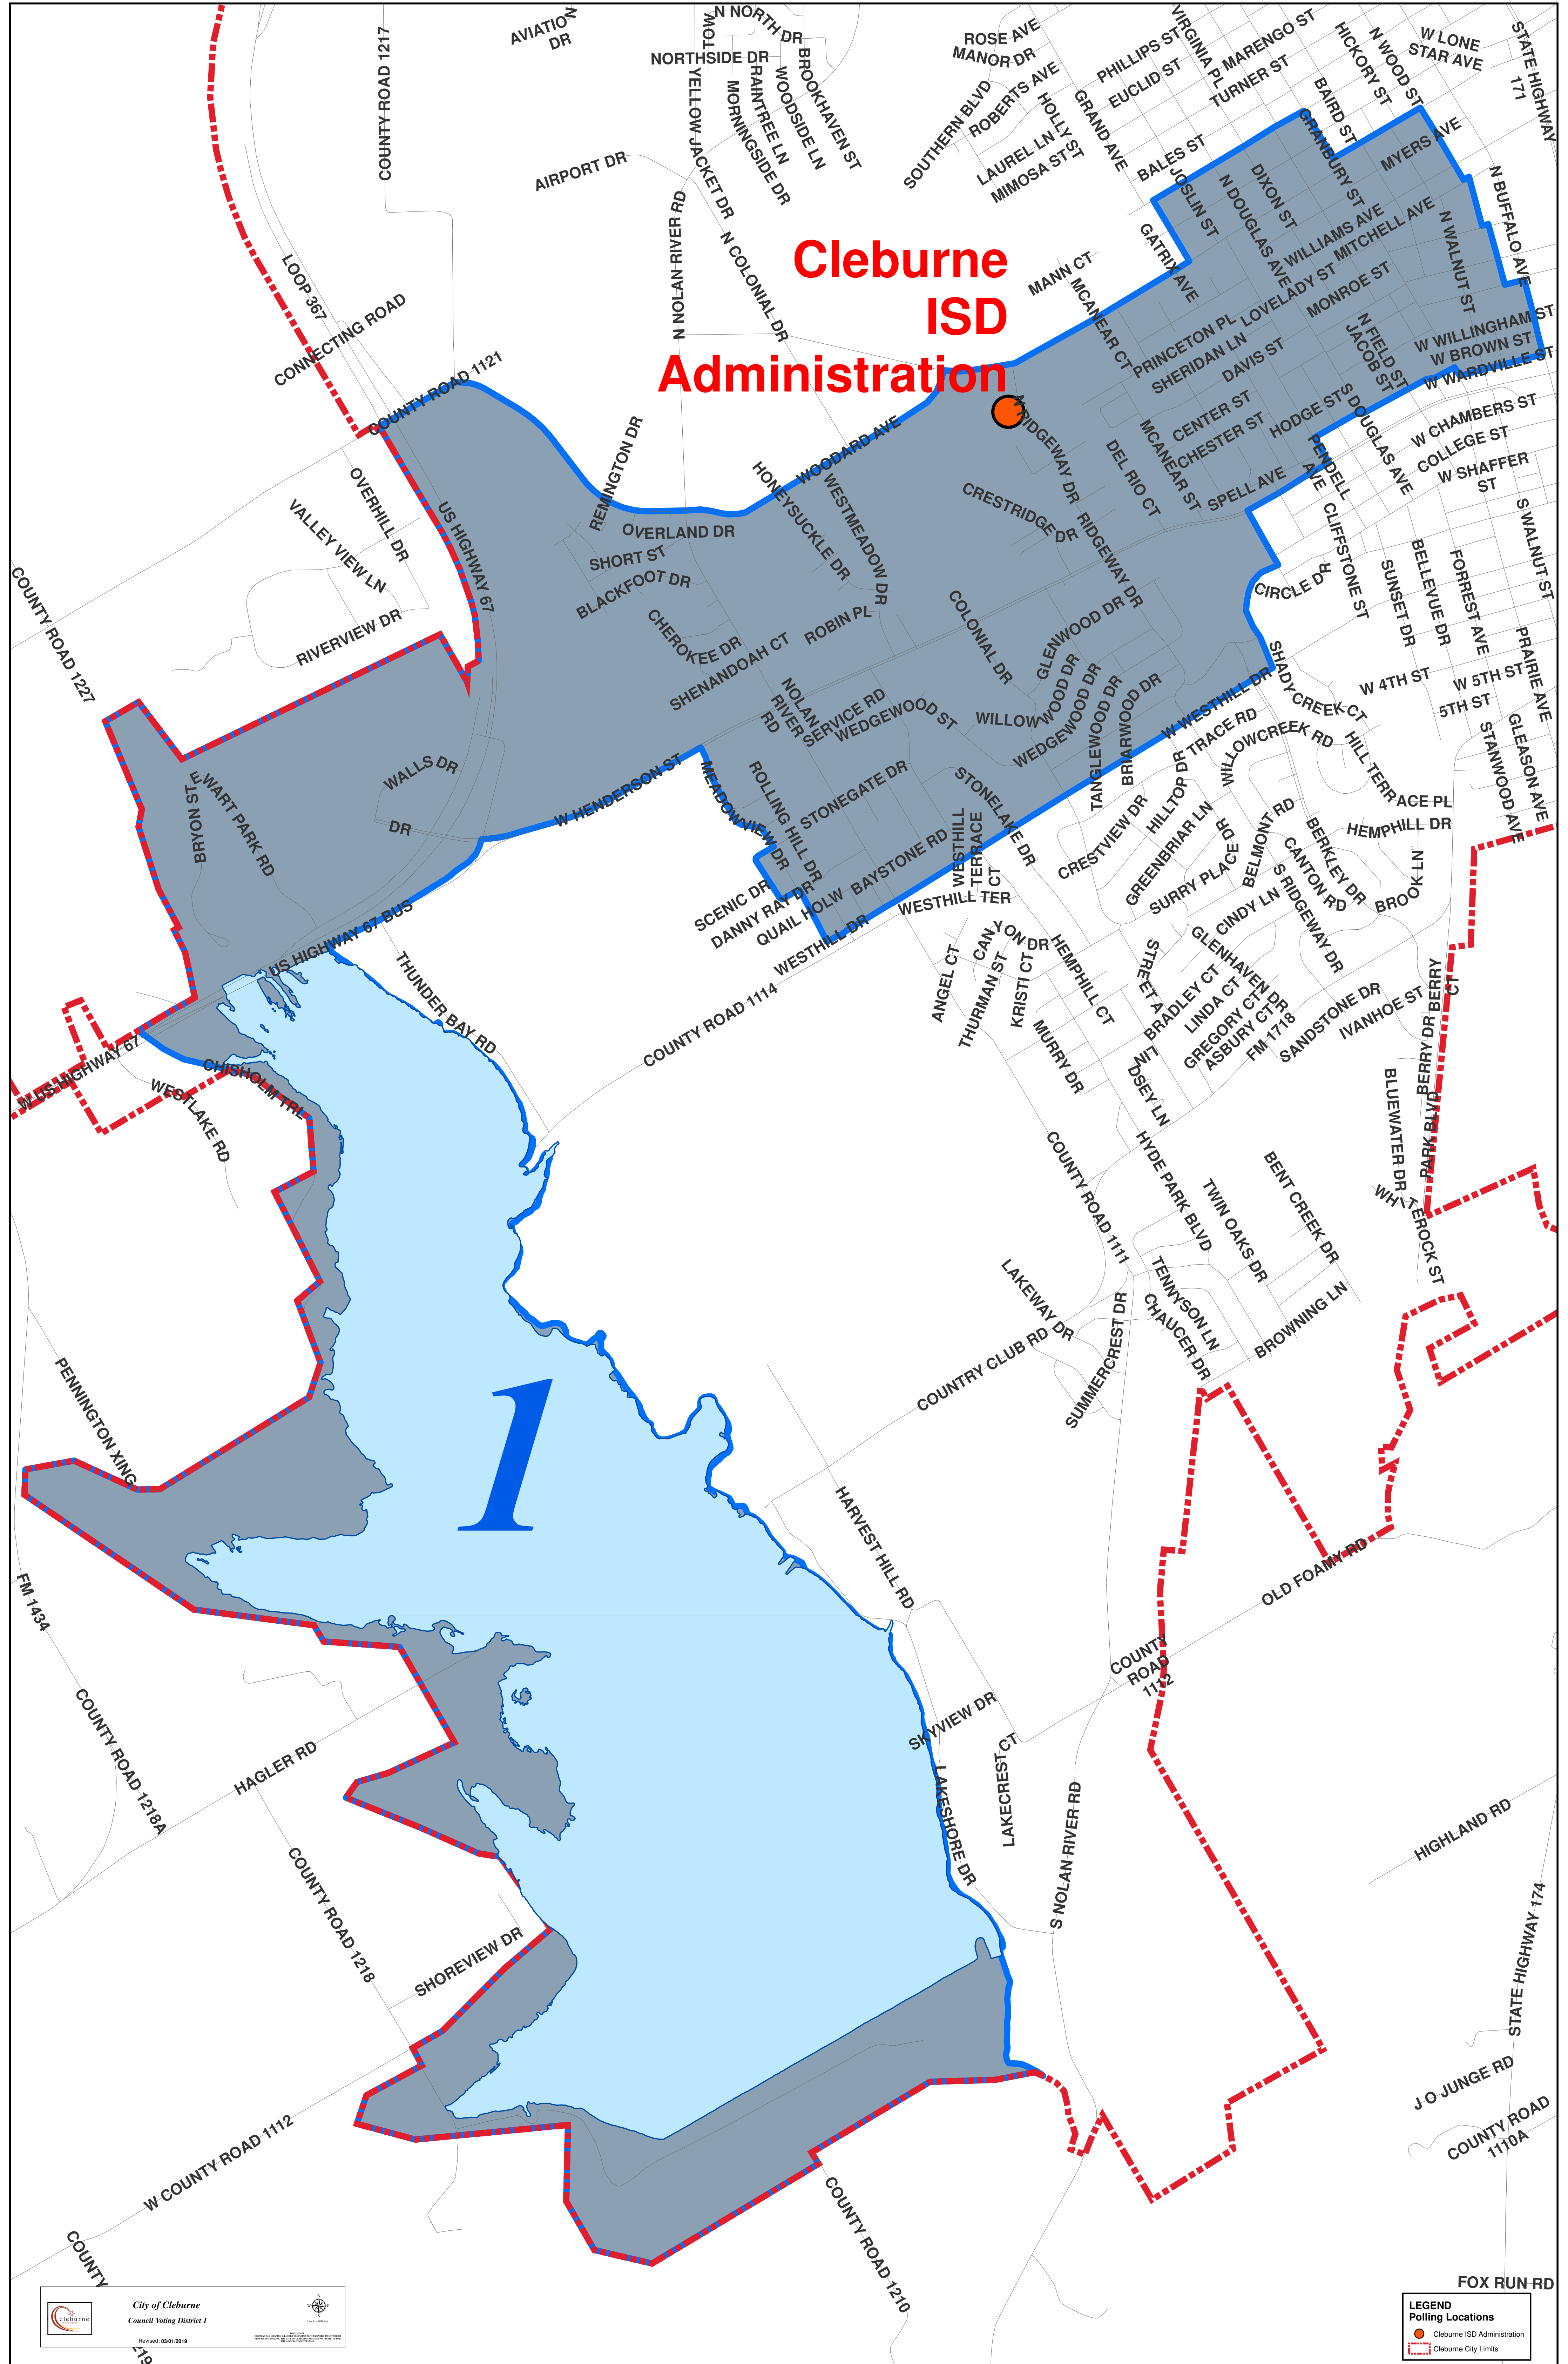 AVIATION
DR
N NORTH DR
NORTHSIDE DR
YELLOW JACKET DR
TOW
RAINTREE LN
MORNINGSIDE DR
WOODSIDE LN
BROOKHAVEN ST
ROSE AVE
MANOR DR
ROBERTS AVE
SOUTHERN BLVD
HOLLY ST
LAUREL LN
MIMOSA ST
GRAND AVE
PHILLIPS ST
EUCLID ST
VIRGINIA PL
MARENGO ST
TURNER ST
BALES ST
HICKORY ST
N WOOD ST
BAIRD ST
W LONE
STAR AVE
STATE HIGHWAY
171
GRANBURY ST
MYERS AVE
COUNTY ROAD 1217
AIRPORT DR
N NOLAN RIVER RD
N COLONIAL DR
JOSLIN ST
GATRIX AVE
N DOUGLAS AVE
DIXON ST
WILLIAMS AVE
MITCHELL AVE
LOVELADY ST
MONROE ST
N WALNUT ST
N BUFFALO AVE
LOOP 367
CONNECTING ROAD
COUNTY ROAD 1121
Cleburne
ISD
Administration
MANN CT
MCANEAR CT
PRINCETON PL
SHERIDAN LN
DAVIS ST
N FIELD ST
JACOB ST
W WILLINGHAM ST
W BROWN ST
W WARDVILLE ST
CENTER ST
CHESTER ST
HODGE ST
S DOUGLAS AVE
W CHAMBERS ST
COLLEGE ST
W SHAFFER
ST
N RIDGEWAY DR
DEL RIO CT
MCANEAR ST
SPELL AVE
PENDELL
AVE
CLIFFSTONE ST
WOODARD AVE
REMINGTON DR
OVERLAND DR
HONEYSUCKLE DR
WESTMEADOW DR
CRESTRIDGE DR
RIDGEWAY DR
US HIGHWAY 67
OVERHILL DR
VALLEY VIEW LN
RIVERVIEW DR
COUNTY ROAD 1227
SHORT ST
BLACKFOOT DR
CHEROKEE DR
SHENANDOAH CT
ROBIN PL
COLONIAL DR
GLENWOOD DR
CIRCLE DR
SUNSET DR
BELLEVUE DR
FORREST AVE
S WALNUT ST
PRAIRIE AVE
NOLAN
RIVER
RD
SERVICE RD
WEDGEWOOD ST
WILLOWWOOD DR
WEDGEWOOD DR
TANGLEWOOD DR
BRIARWOOD DR
W WESTHILL DR
SHADY CREEK CT
W 4TH ST
W 5TH ST
5TH ST
GLEASON AVE
STANWOOD AVE
TRACE RD
WILLOWCREEK RD
HILL TERRACE PL
WALLS DR
DR
BRYON ST
EWART PARK RD
W HENDERSON ST
MEADOWVIEW DR
ROLLING HILL DR
STONEGATE DR
STONELAKE DR
BAYSTONE RD
WESTHILL
TERRACE
CT
WESTHILL TER
CRESTVIEW DR
HILLTOP DR
GREENBRIAR LN
SURRY PLACE DR
BELMONT RD
BERKLEY DR
CANTON RD
HEMPHILL DR
BROOK LN
SCENIC DR
DANNY RAY DR
QUAIL HOLW
WESTHILL DR
COUNTY ROAD 1114
US HIGHWAY 67 BUS
THUNDER BAY RD
ANGEL CT
CANYON DR
THURMAN ST
KRISTI CT
HEMPHILL CT
MURRY DR
STREET A
CINDY LN
S RIDGEWAY DR
GLENHAVEN DR
BRADLEY CT
LINDA CT
GREGORY CT
ASBURY CT
FM 1718
SANDSTONE DR
IVANHOE ST
LINDSEY LN
BERRY
CT
BERRY DR
PARK BLVD
BLUEWATER DR
WHITEROCK ST
W US HIGHWAY 67
CHISHOLM TRL
WESTLAKE RD
COUNTY ROAD 1111
HYDE PARK BLVD
TWIN OAKS DR
BENT CREEK DR
LAKEWAY DR
SUMMERCREST DR
TENNYSON LN
CHAUCER DR
BROWNING LN
COUNTRY CLUB RD
PENNINGTON XING
1
HARVEST HILL RD
OLD FOAMY RD
FM 1434
COUNTY
ROAD
1112
COUNTY ROAD 1218A
HAGLER RD
SKYVIEW DR
LAKECREST CT
LAKESHORE DR
S NOLAN RIVER RD
HIGHLAND RD
STATE HIGHWAY 174
COUNTY ROAD 1218
SHOREVIEW DR
J O JUNGE RD
COUNTY ROAD
1110A
W COUNTY ROAD 1112
COUNTY ROAD 1210
COUNTY
219
FOX RUN RD
cleburne
City of Cleburne
Council Voting District 1
Revised: 03/01/2019
LEGEND
Polling Locations
Cleburne ISD Administration
Cleburne City Limits